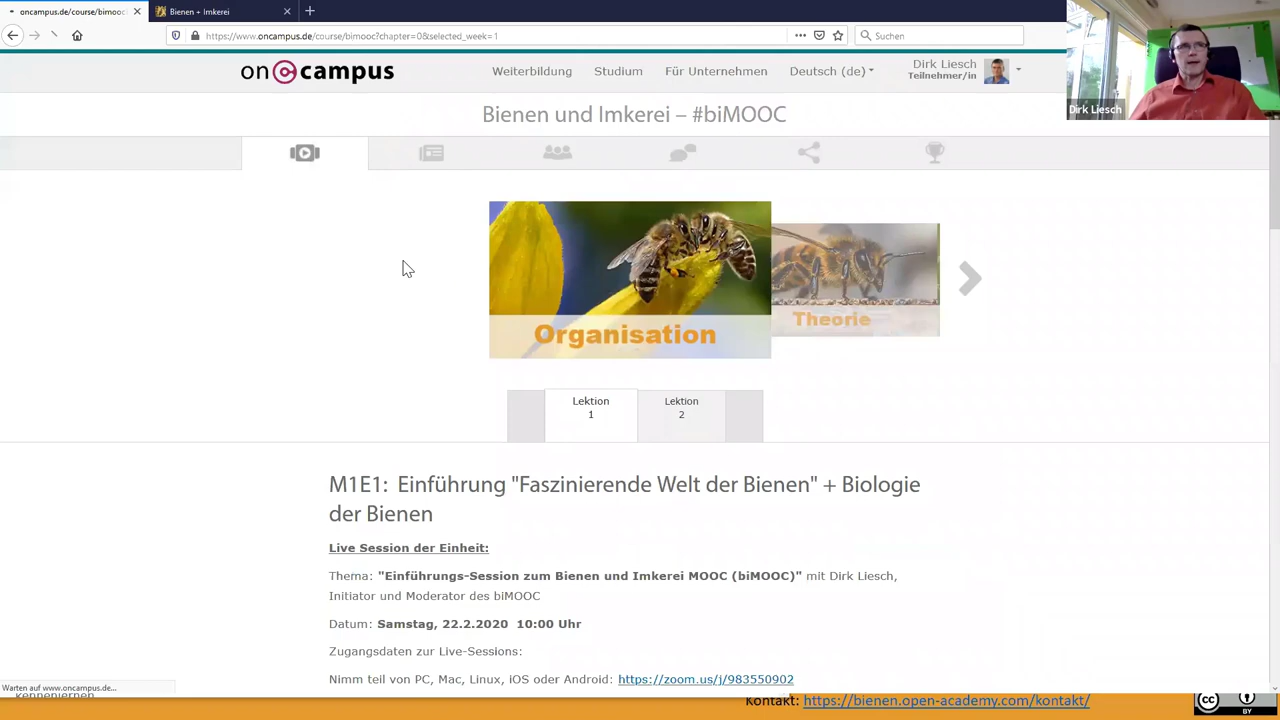 oncampus.de/course/bimooc
Bienen + Imkerei
https://www.oncampus.de/course/bimooc?chapter=0&selected_week=1
Suchen
on campus
Weiterbildung
Studium
Für Unternehmen
Deutsch (de)
Dirk Liesch
Teilnehmer/in
Dirk Liesch
Bienen und Imkerei – #biMOOC
Organisation
Theorie
Lektion
1
Lektion
2
M1E1: Einführung "Faszinierende Welt der Bienen" + Biologie
der Bienen
Live Session der Einheit:
Thema: "Einführungs-Session zum Bienen und Imkerei MOOC (biMOOC)" mit Dirk Liesch,
Initiator und Moderator des biMOOC
Datum: Samstag, 22.2.2020 10:00 Uhr
Zugangsdaten zur Live-Sessions:
Nimm teil von PC, Mac, Linux, iOS oder Android: https://zoom.us/j/983550902
Warten auf www.oncampus.de...
Kontakt: https://bienen.open-academy.com/kontakt/
cc
BY